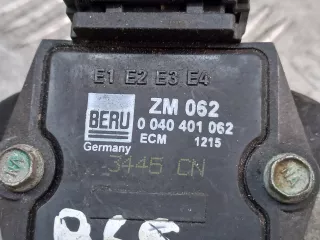 E1 E2 E3 E4
BERU ZM 062
0 040 401 062
Germany ECM 1215
3445 CN